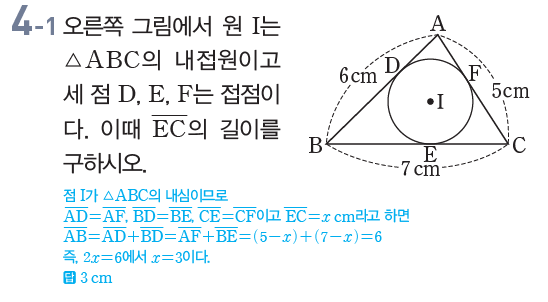 4-1 오른쪽 그림에서 원 I는
△ABC의 내접원이고
세 점 D, E, F는 접점이
다. 이때 EC의 길이를
구하시오.
A
D
F
6 cm
5 cm
I
B
E
C
7 cm
점 I가 △ABC의 내심이므로
AD=AF, BD=BE, CE=CF이고 EC=x cm라고 하면
AB=AD+BD=AF+BE=(5-x)+(7-x)=6
즉, 2x=6에서 x=3이다.
답 3 cm